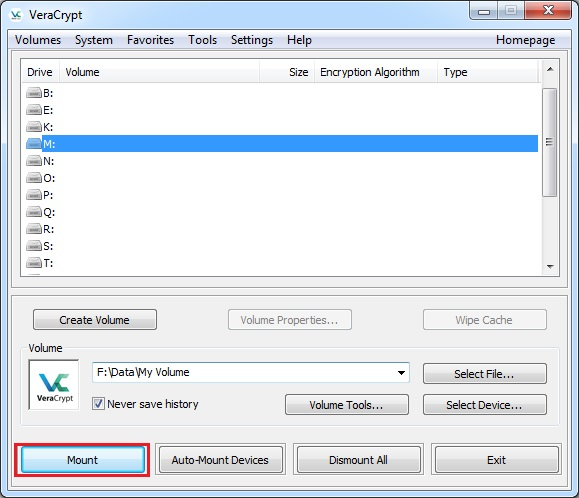 VeraCrypt
Volumes System Favorites Tools Settings Help Homepage
Drive Volume Size Encryption Algorithm Type
B:
E:
K:
M:
N:
O:
P:
Q:
R:
S:
T:
Create Volume Volume Properties... Wipe Cache
Volume
VeraCrypt
F:\Data\My Volume Select File...
Never save history Volume Tools... Select Device...
Mount Auto-Mount Devices Dismount All Exit